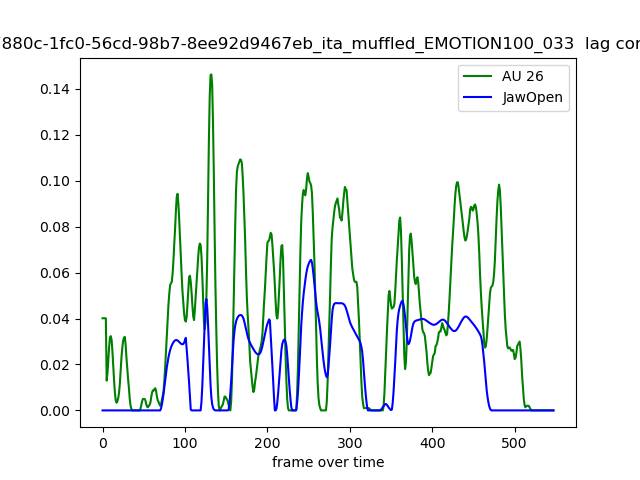 880c-1fc0-56cd-98b7-8ee92d9467eb_ita_muffled_EMOTION100_033 lag
AU 26
JawOpen
0.14
0.12
0.10
0.08
0.06
0.04
0.02
0.00
0 100 200 300 400 500
frame over time